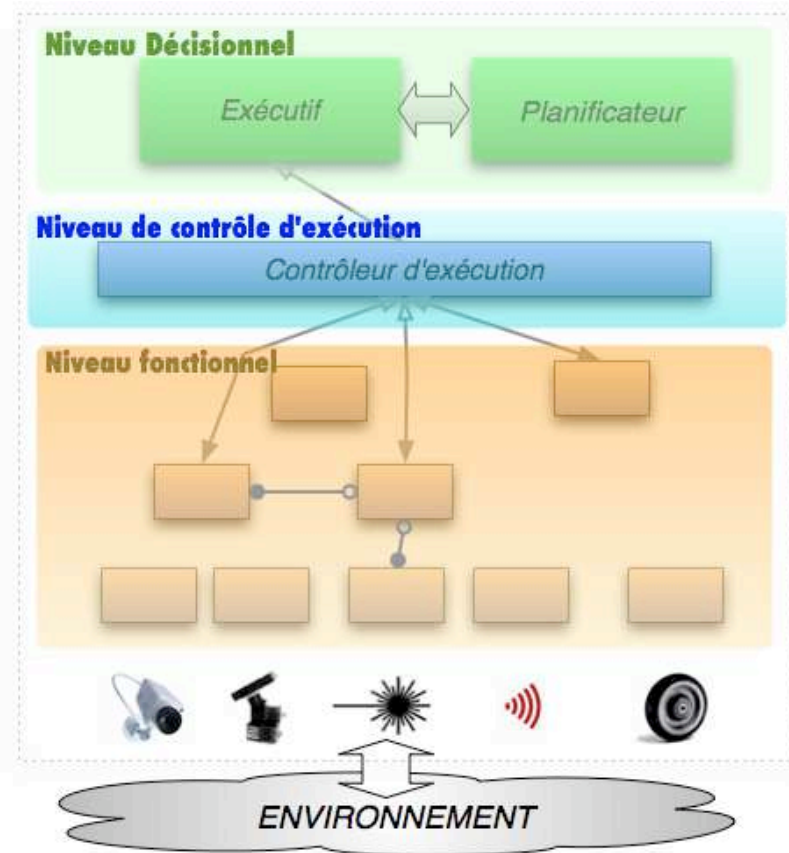 Niveau Décisionnel
Exécutif
Planificateur
Niveau de contrôle d'exécution
Contrôleur d'exécution
Niveau fonctionnel
ENVIRONNEMENT